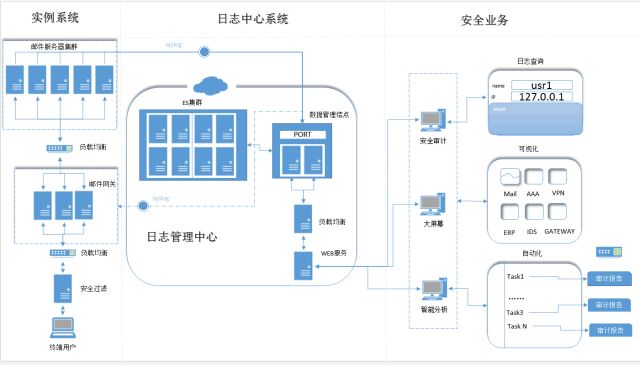 实例系统
日志中心系统
安全业务
邮件服务器集群
syslog
负载均衡
邮件网关
负载均衡
安全过滤
终端用户
ES集群
数据管理结点
PORT
syslog
负载均衡
WEB服务
日志管理中心
安全审计
大屏幕
智能分析
日志查询
name
usr1
IP
127.0.0.1
result
可视化
Mail
AAA
VPN
ERP
IDS
GATEWAY
自动化
Task1
审计报告
……
Task3
审计报告
Task N
审计报告